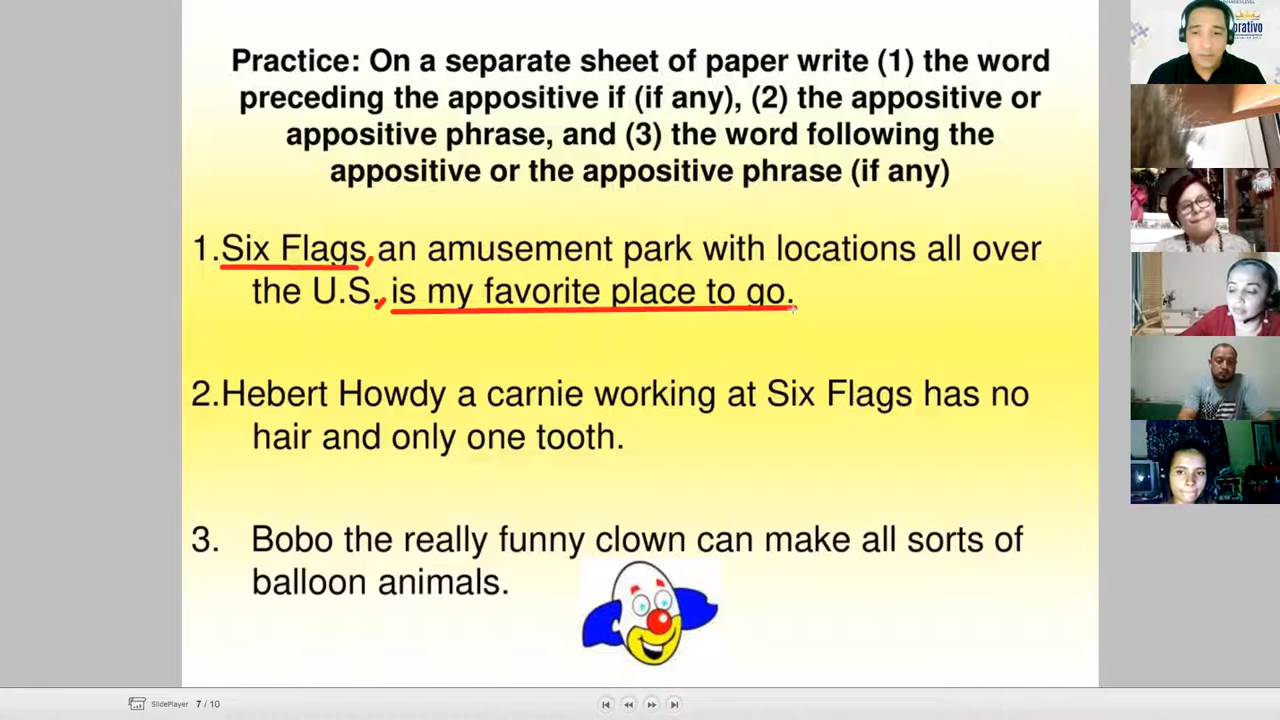 Practice: On a separate sheet of paper write (1) the word
preceding the appositive if (if any), (2) the appositive or
appositive phrase, and (3) the word following the
appositive or the appositive phrase (if any)
1.Six Flags, an amusement park with locations all over
the U.S., is my favorite place to go.
2.Hebert Howdy a carnie working at Six Flags has no
hair and only one tooth.
3. Bobo the really funny clown can make all sorts of
balloon animals.
SlidePlayer 7 / 10
orativo